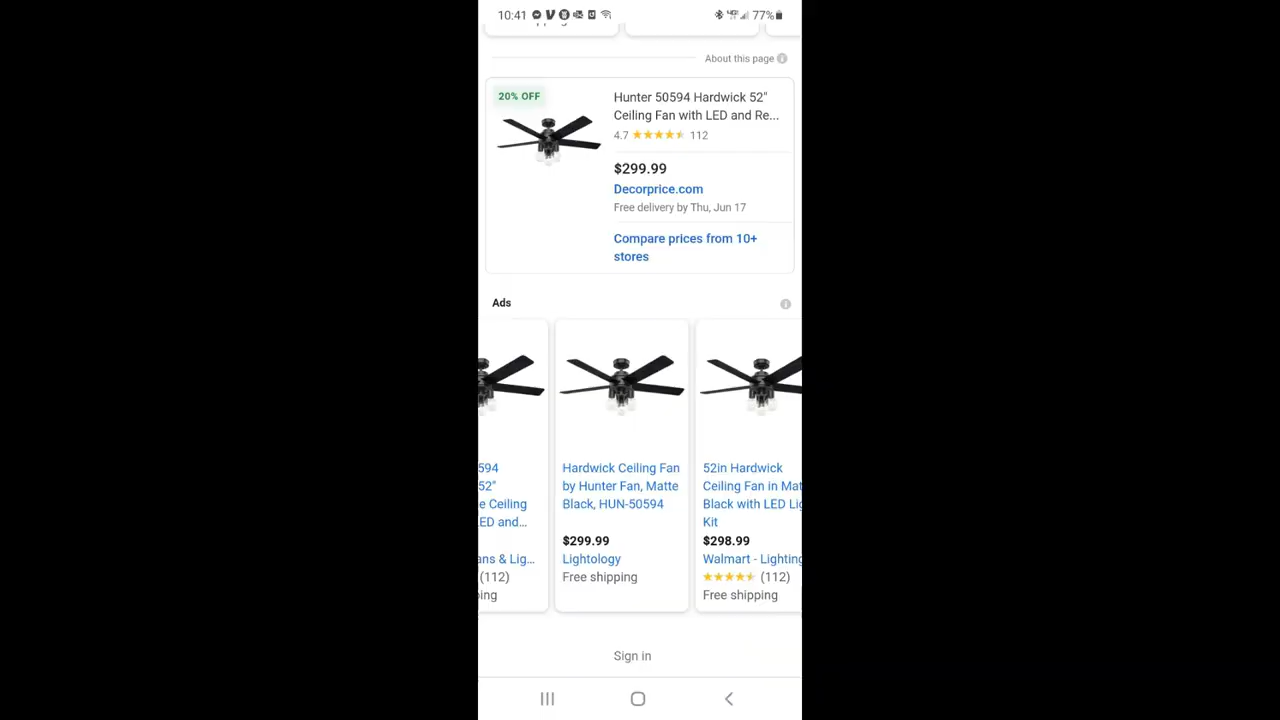 10:41 77%
About this page
20% OFF
Hunter 50594 Hardwick 52"
Ceiling Fan with LED and Re...
4.7 112
$299.99
Decorprice.com
Free delivery by Thu, Jun 17
Compare prices from 10+
stores
Ads
594
52"
e Ceiling
ED and...
ans & Lig...
(112)
ing
Hardwick Ceiling Fan
by Hunter Fan, Matte
Black, HUN-50594
$299.99
Lightology
Free shipping
52in Hardwick
Ceiling Fan in Mat
Black with LED Lig
Kit
$298.99
Walmart - Lighting
(112)
Free shipping
Sign in